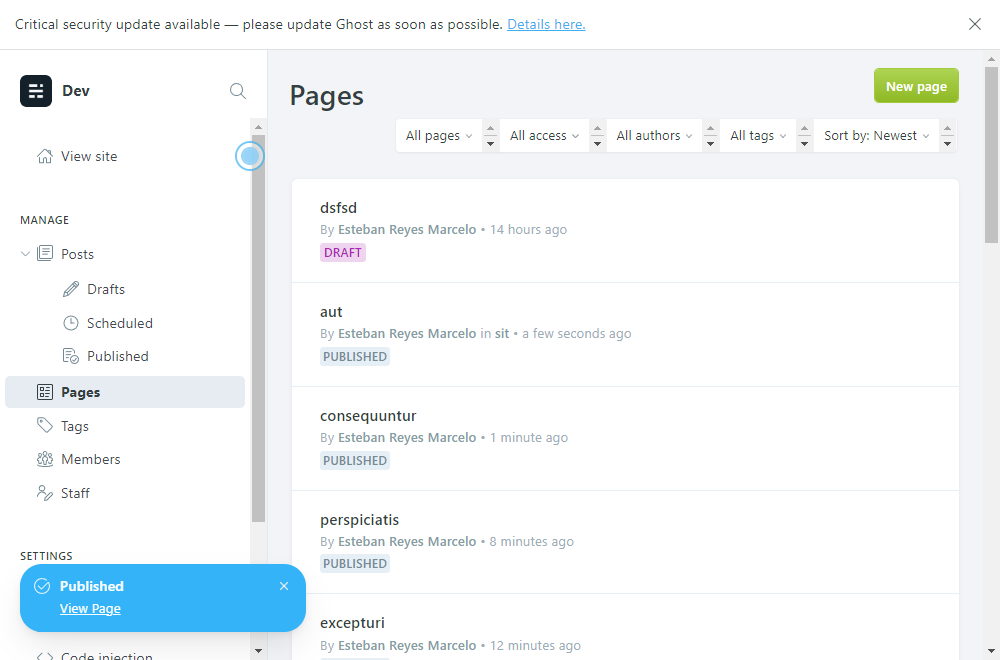 Critical security update available — please update Ghost as soon as possible. Details here.
Dev
View site
MANAGE
Posts
Drafts
Scheduled
Published
Pages
Tags
Members
Staff
SETTINGS
Code injection
Published
View Page
Pages
New page
All pages
All access
All authors
All tags
Sort by: Newest
dsfsd
By Esteban Reyes Marcelo • 14 hours ago
DRAFT
aut
By Esteban Reyes Marcelo in sit • a few seconds ago
PUBLISHED
consequuntur
By Esteban Reyes Marcelo • 1 minute ago
PUBLISHED
perspiciatis
By Esteban Reyes Marcelo • 8 minutes ago
PUBLISHED
excepturi
By Esteban Reyes Marcelo • 12 minutes ago